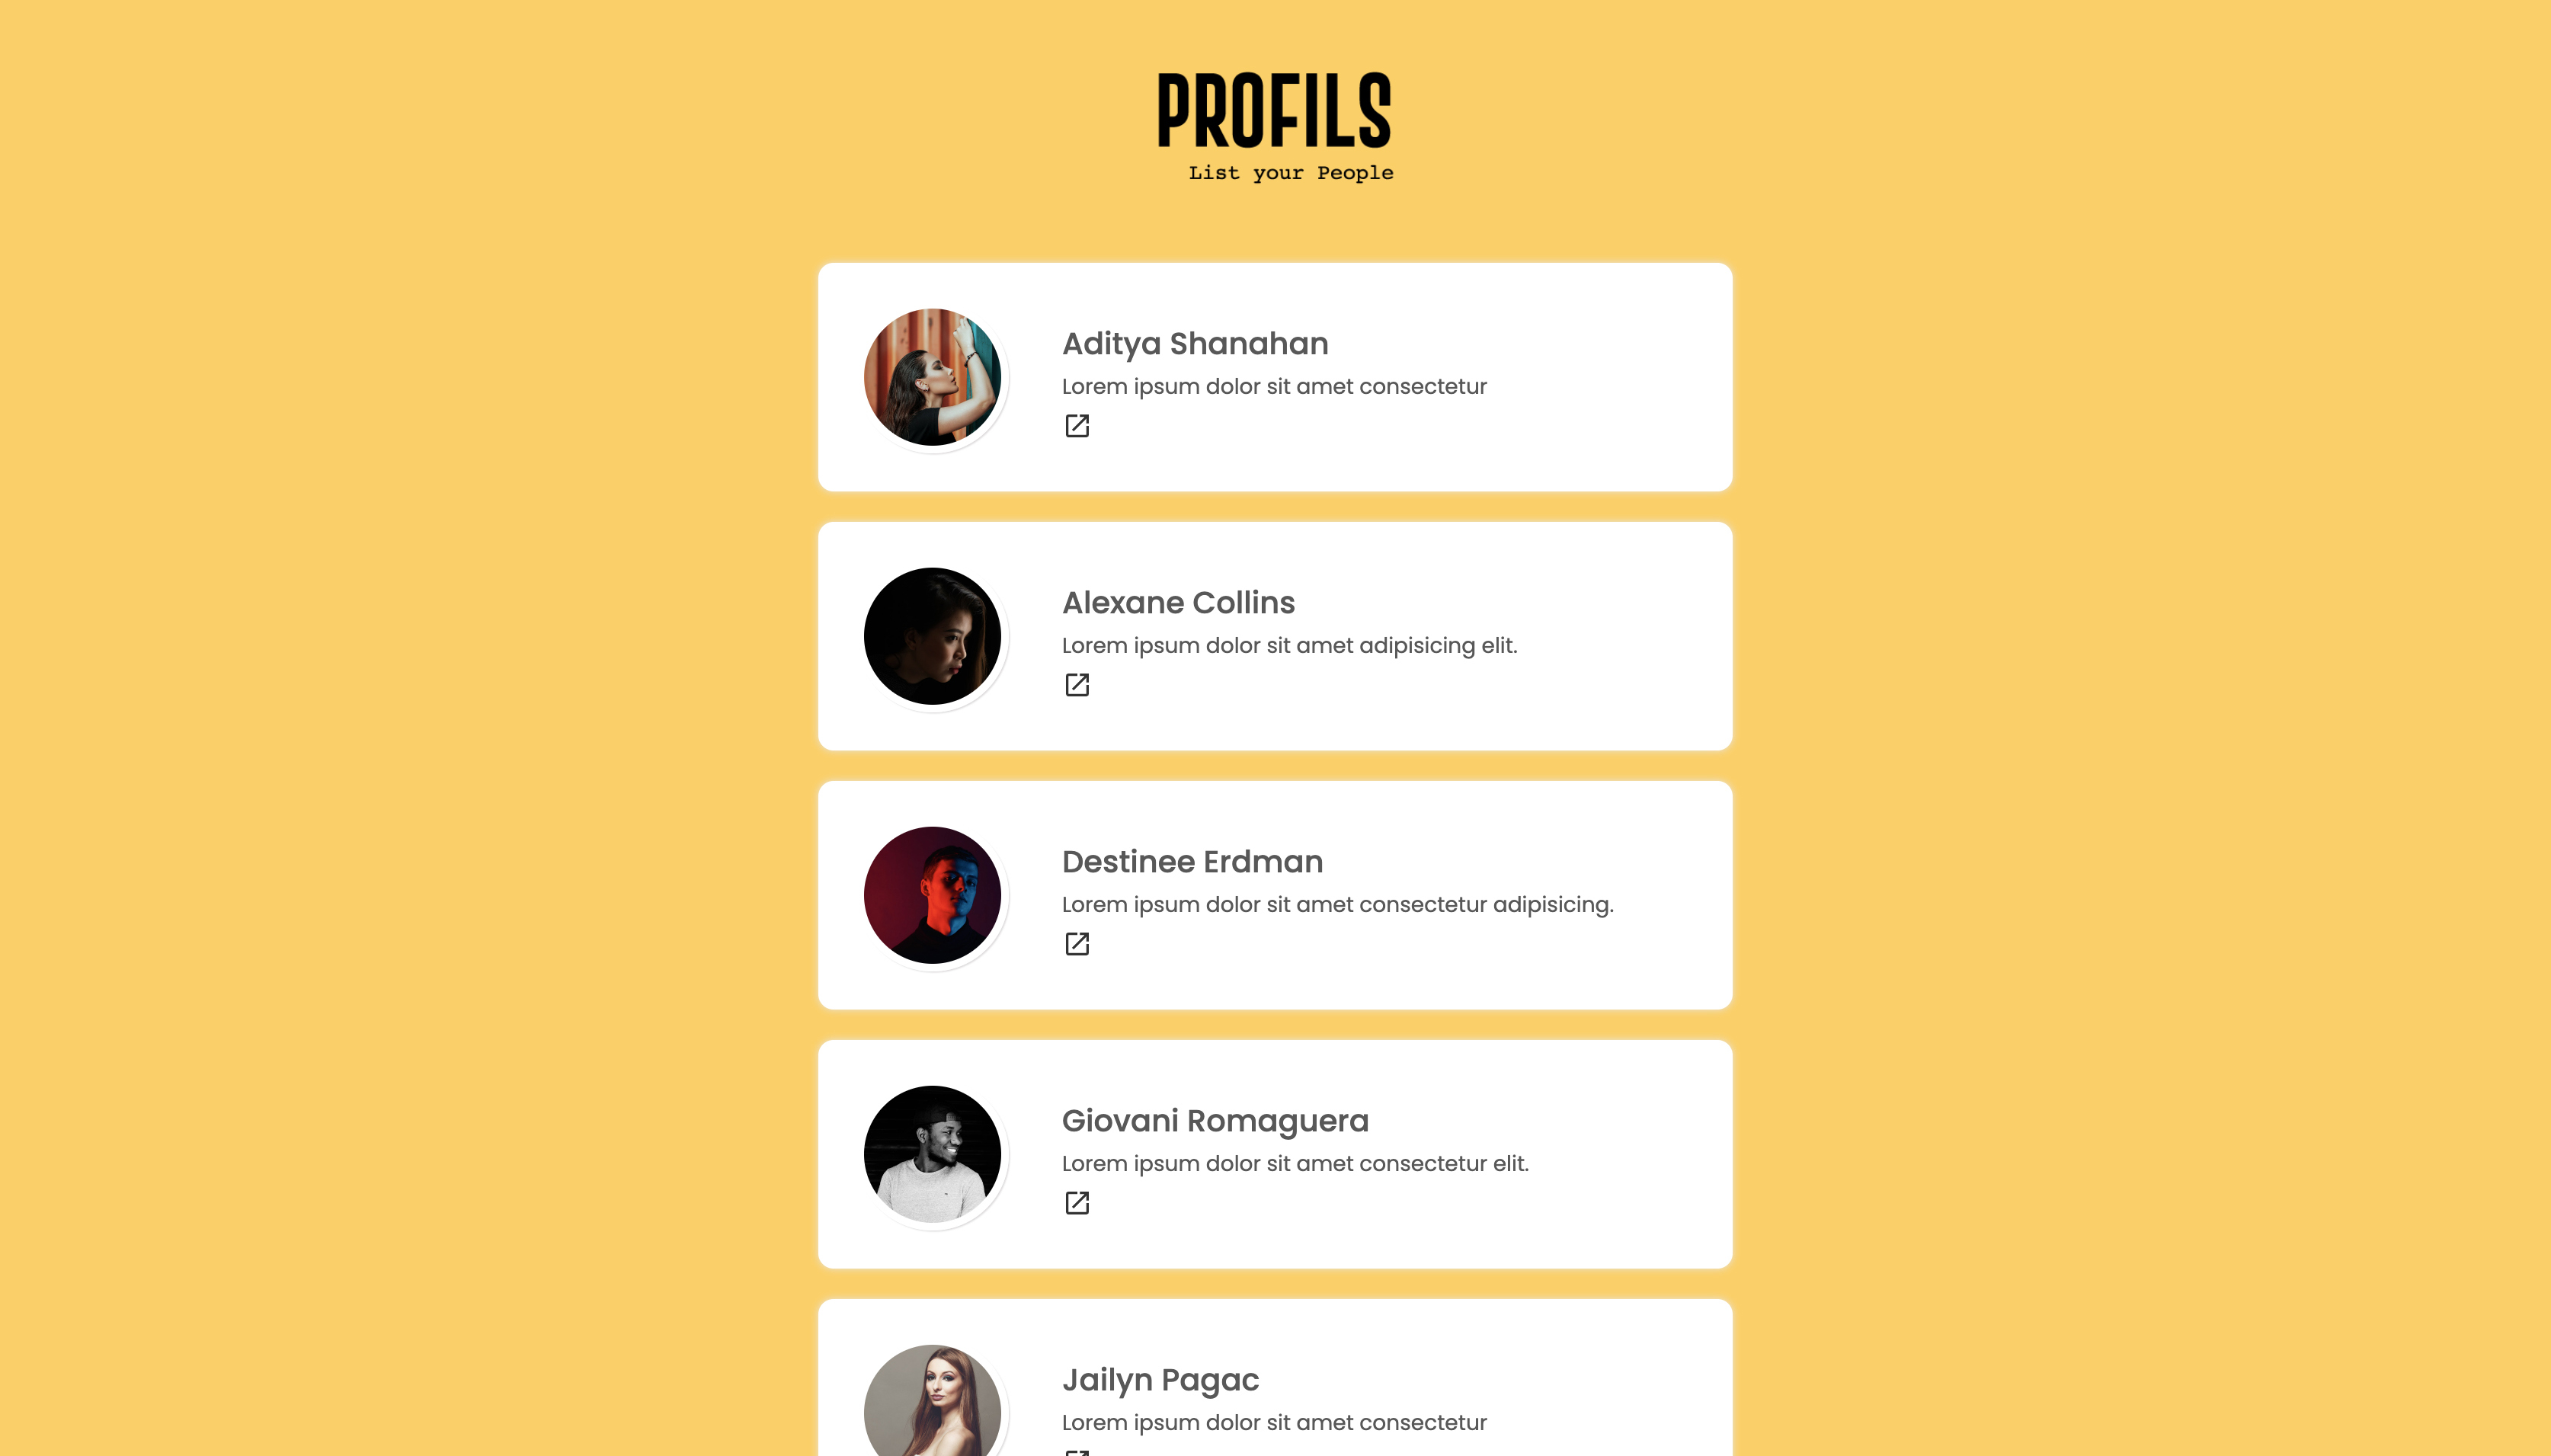 PROFILS
List your People
Aditya Shanahan
Lorem ipsum dolor sit amet consectetur
Alexane Collins
Lorem ipsum dolor sit amet adipisicing elit.
Destinee Erdman
Lorem ipsum dolor sit amet consectetur adipisicing.
Giovani Romaguera
Lorem ipsum dolor sit amet consectetur elit.
Jailyn Pagac
Lorem ipsum dolor sit amet consectetur